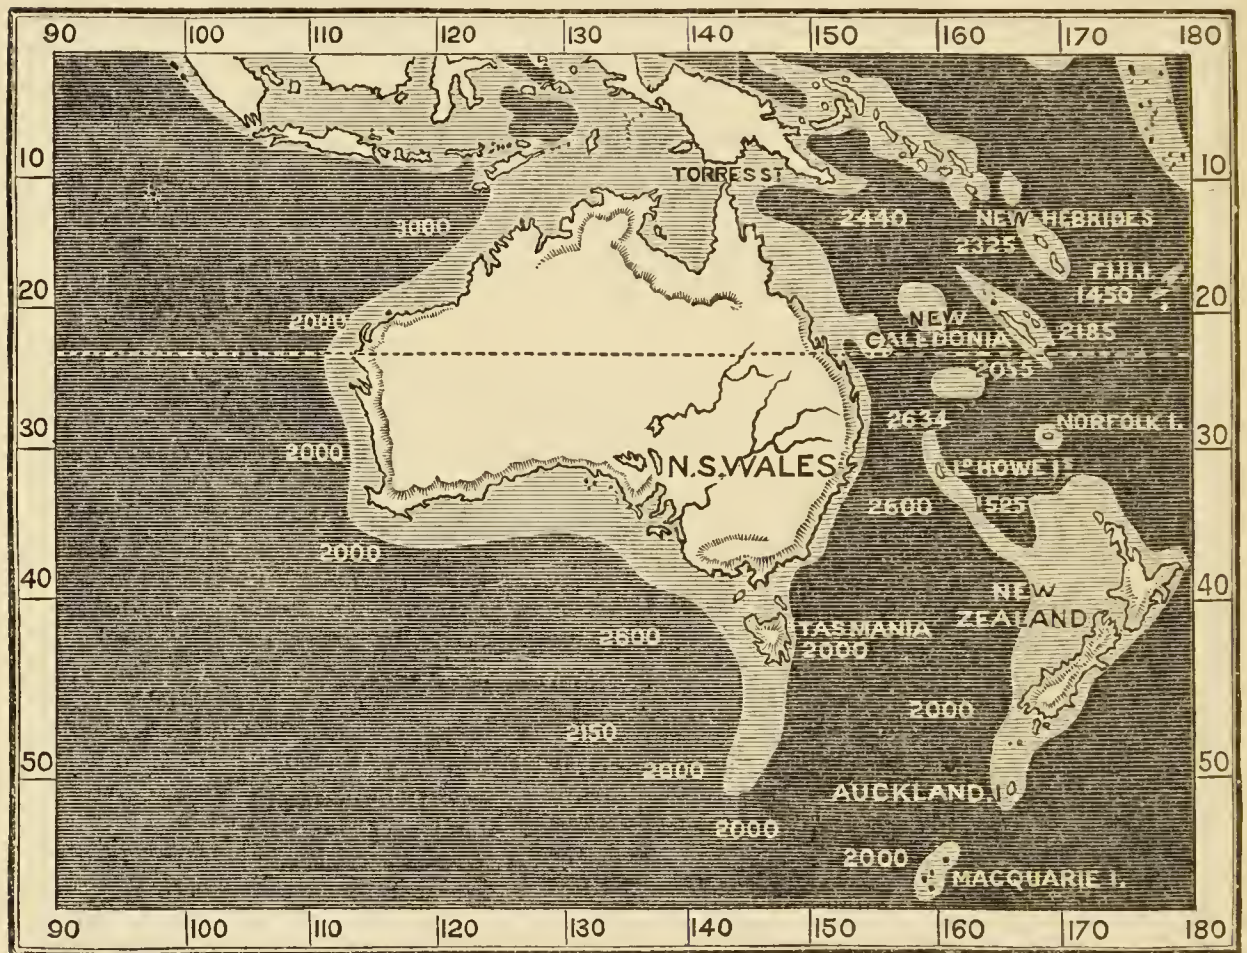 90 100 110 120 130 140 150 160 170 180
10 TORRES ST 10
3000 2440 NEW HEBRIDES
2325
FIJI I.
20 1450 20
2080 NEW
CALEDONIA 2185
2055
2634 NORFOLK I.
30 2000 30
N.S.WALES Ld HOWE Is
2600 1525
2000
40 NEW 40
ZEALAND
2600 TASMANIA
2000
2000
2150
50 2600 50
AUCKLAND. I
2000
2000 MACQUARIE I.
90 100 110 120 130 140 150 160 170 180